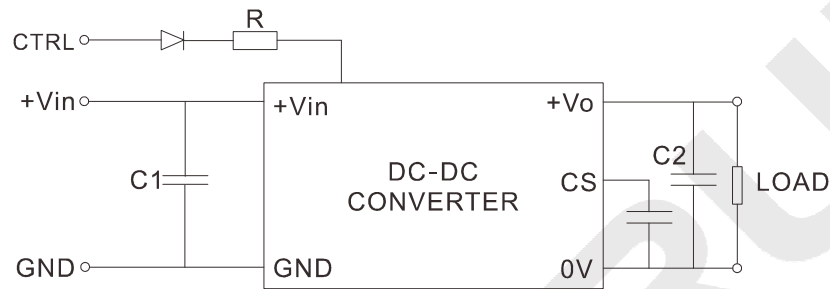 R
CTRL
+Vin
+Vin
+Vo
C1
DC-DC
CONVERTER
CS
C2
LOAD
GND
GND
0V